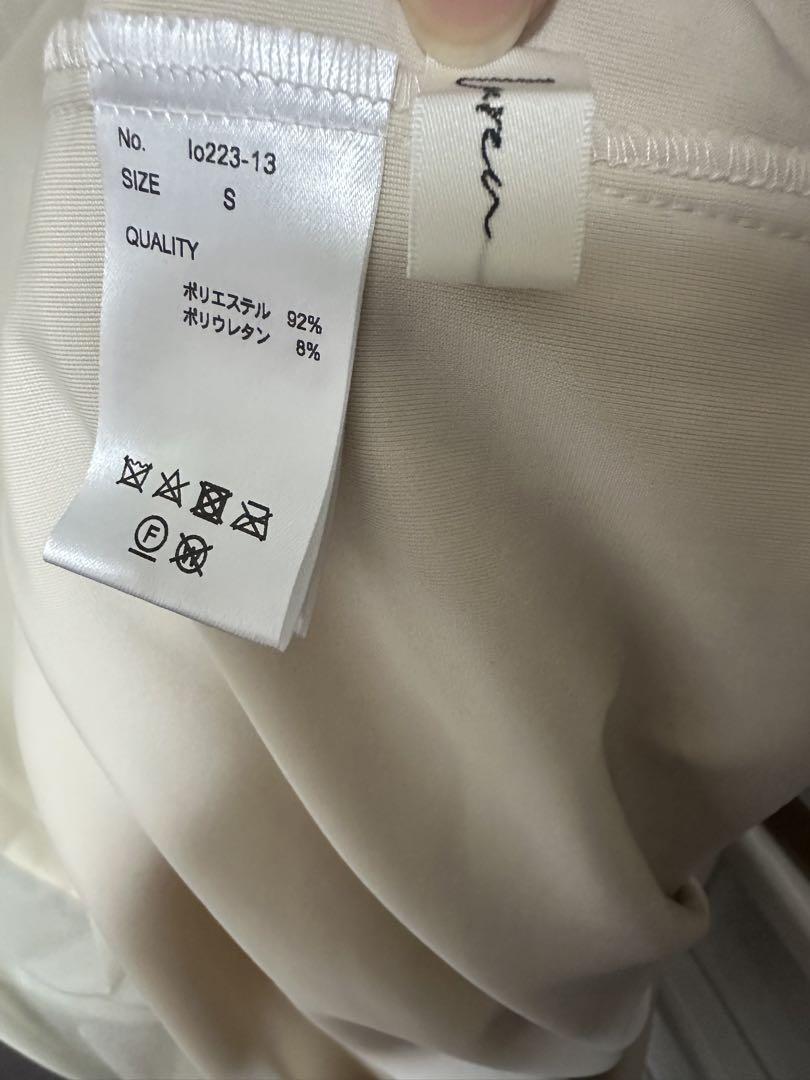 No. lo223-13
SIZE S
QUALITY
ポリエステル 92%
ポリウレタン 8%
F